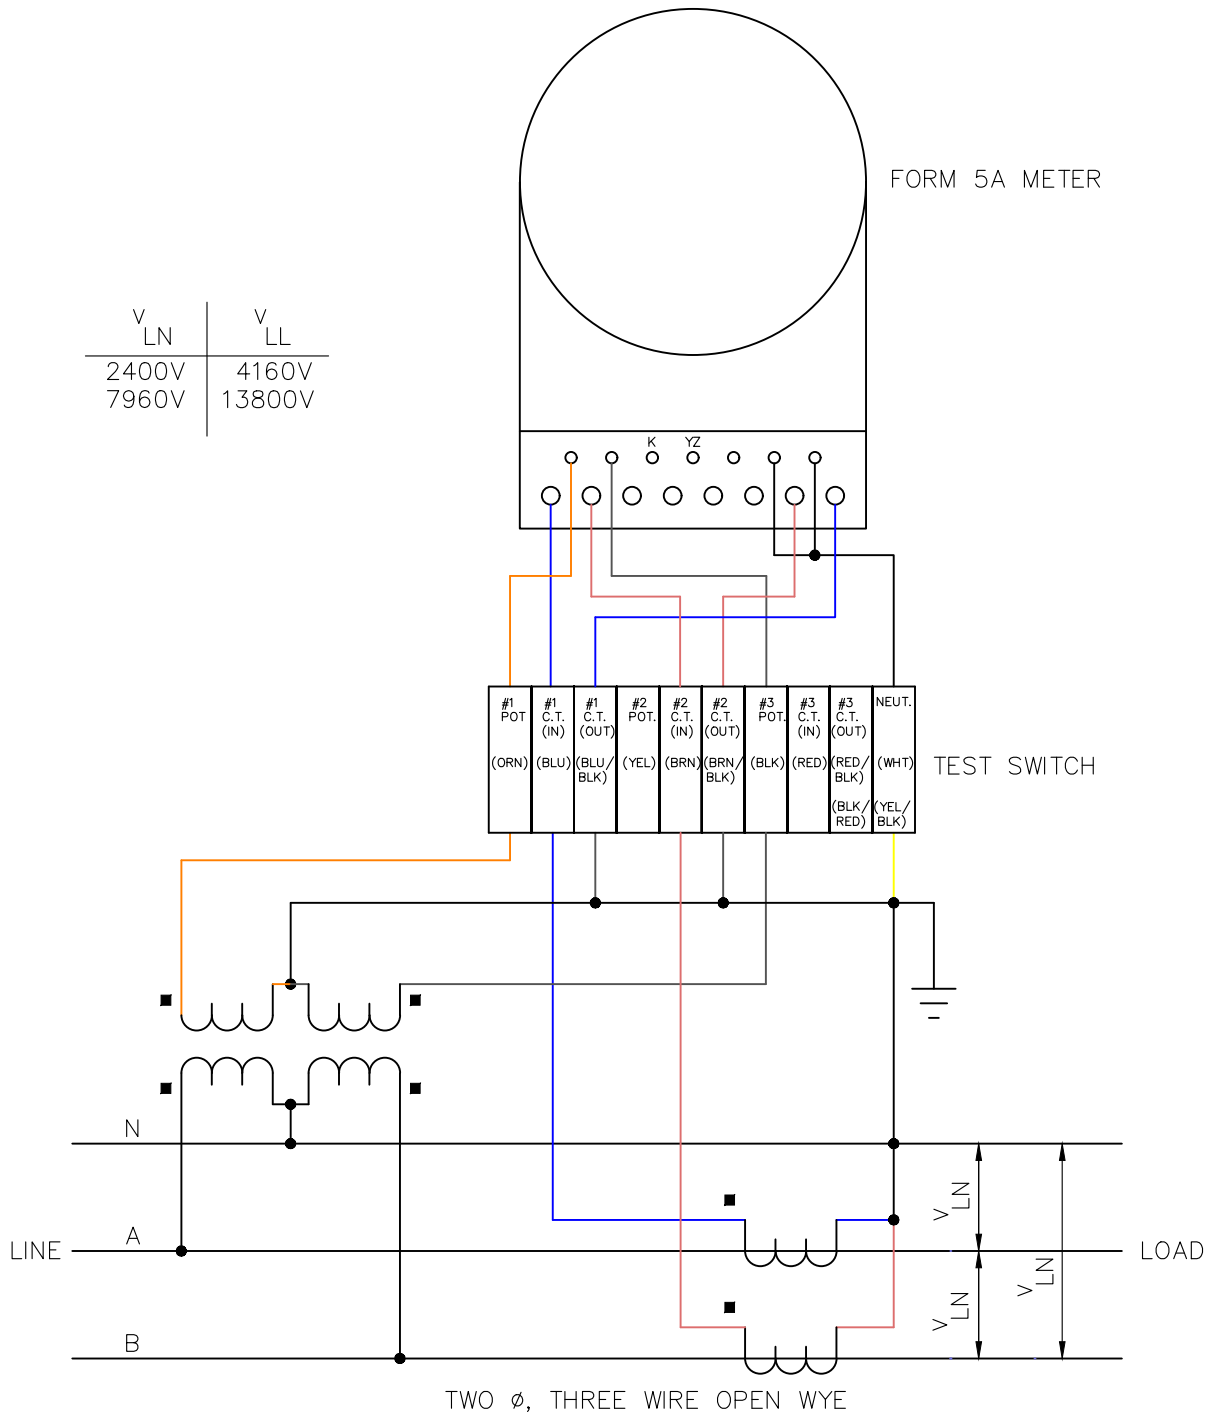 FORM 5A METER
V LN V LL
2400V 4160V
7960V 13800V
K YZ
#1 POT (ORN)
#1 C.T. (IN) (BLU)
#1 C.T. (OUT) (BLU/ BLK)
#2 POT. (YEL)
#2 C.T. (IN) (BRN)
#2 C.T. (OUT) (BRN/ BLK)
#3 POT. (BLK)
#3 C.T. (IN) (RED)
#3 C.T. (OUT) (RED/ BLK) (BLK/ RED)
NEUT. (WHT) (YEL/ BLK)
TEST SWITCH
N
A
LINE
B
V LN
V LN
V LN
LOAD
TWO Ø, THREE WIRE OPEN WYE